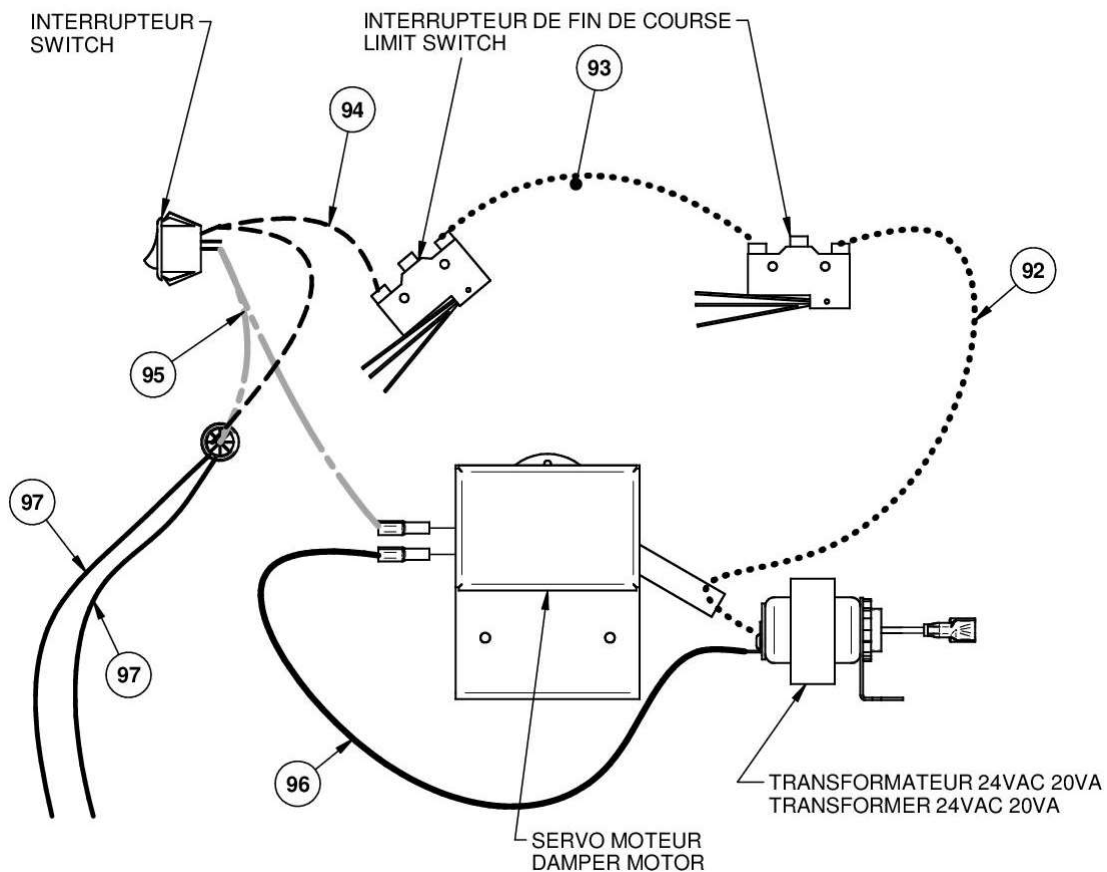 INTERRUPTEUR
SWITCH
INTERRUPTEUR DE FIN DE COURSE
LIMIT SWITCH
93
94
92
95
97
97
96
TRANSFORMATEUR 24VAC 20VA
TRANSFORMER 24VAC 20VA
SERVO MOTEUR
DAMPER MOTOR